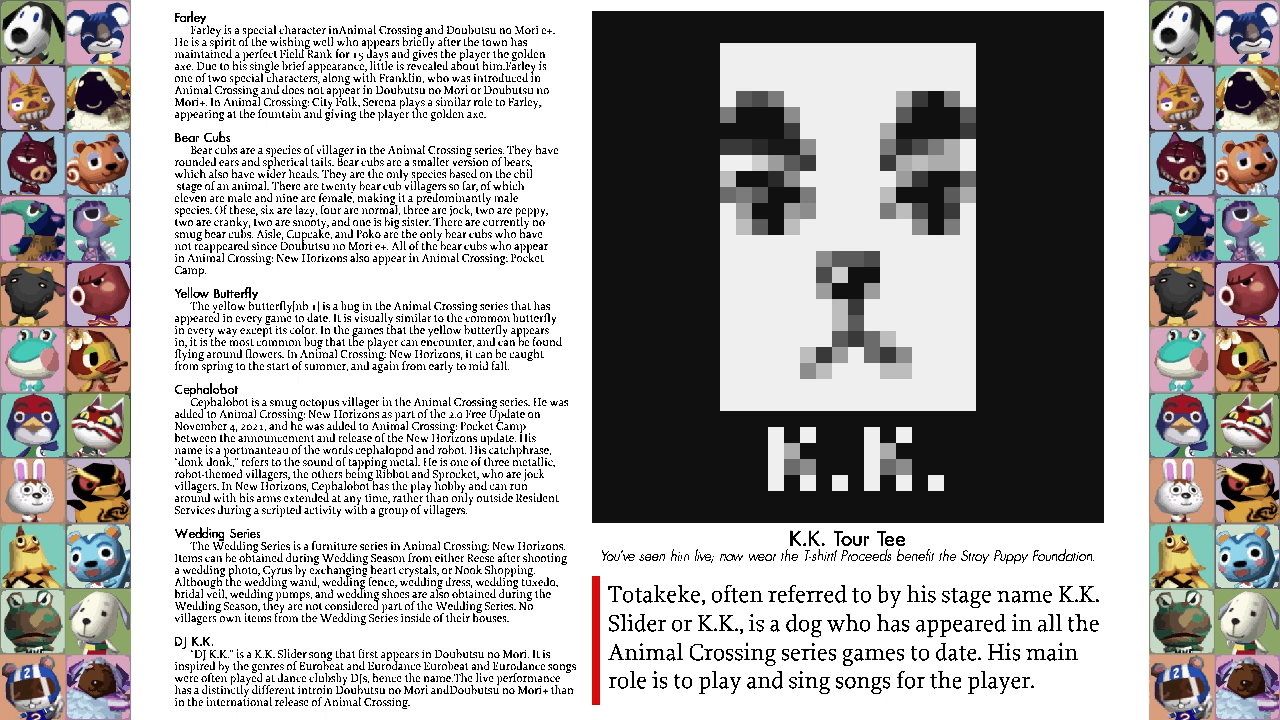 Farley
Farley is a special character inAnimal Crossing and Doubutsu no Mori e+.
He is a spirit of the wishing well who appears briefly after the town has
maintained a perfect Field Rank for 15 days and gives the player the golden
axe. Due to his single brief appearance, little is revealed about him.Farley is
one of two special characters, along with Franklin, who was introduced in
Animal Crossing and does not appear in Doubutsu no Mori or Doubutsu no
Mori+. In Animal Crossing: City Folk, Serena plays a similar role to Farley,
appearing at the fountain and giving the player the golden axe.
Bear Cubs
Bear cubs are a species of villager in the Animal Crossing series. They have
rounded ears and spherical tails. Bear cubs are a smaller version of bears,
which also have wider heads. They are the only species based on the child
stage of an animal. There are twenty bear cub villagers so far, of which
eleven are male and nine are female, making it a predominantly male
species. Of these, six are lazy, four are normal, three are jock, two are peppy,
two are cranky, two are snooty, and one is big sister. There are currently no
smug bear cubs. Aisle, Cupcake, and Poko are the only bear cubs who have
not reappeared since Doubutsu no Mori e+. All of the bear cubs who appear
in Animal Crossing: New Horizons also appear in Animal Crossing: Pocket
Camp.
Yellow Butterfly
The yellow butterfly[nb 1] is a bug in the Animal Crossing series that has
appeared in every game to date. It is visually similar to the common butterfly
in every way except its color. In the games that the yellow butterfly appears
in, it is the most common bug that the player can encounter and can be found
flying around flowers. In Animal Crossing: New Horizons, it can be caught
from spring to the start of summer, and again from early to mid fall.
Cephalobot
Cephalobot is a smug octopus villager in the Animal Crossing series. He was
added to Animal Crossing: New Horizons as part of the 2.0 Free Update on
November 4, 2021, and he was added to Animal Crossing: Pocket Camp
between the announcement and release of the New Horizons update. His
name is a portmanteau of the words cephalopod and robot. His catchphrase,
"donk donk," refers to the sound of tapping metal. He is one of three metallic,
robot-themed villagers, the others being Ribbot and Sprocket, who are jock
villagers. In New Horizons, Cephalobot has the play hobby and can run
around with his arms extended at any time, rather than only outside Resident
Services during a scripted activity with a group of villagers.
Wedding Series
The Wedding Series is a furniture series in Animal Crossing: New Horizons.
Items can be obtained during Wedding Season from either Reese after shooting
a wedding photo, Cyrus by exchanging heart crystals, or Nook Shopping.
Although the wedding wand, wedding fence, wedding dress, wedding tuxedo,
bridal veil, wedding pumps, and wedding shoes are also obtained during the
Wedding Season, they are not considered part of the Wedding Series. No
villagers own items from the Wedding Series inside of their houses.
DJ K.K.
"DJ K.K." is a K.K. Slider song that first appears in Doubutsu no Mori. It is
inspired by the genres of Eurobeat and Eurodance Eurobeat and Eurodance songs
were often played at dance clubsby DJs, hence the name.The live performance
has a distinctly different introin Doubutsu no Mori andDoubutsu no Mori+ than
in the international release of Animal Crossing.
K.K.
K.K. Tour Tee
You've seen him live; now wear the T-shirt! Proceeds benefit the Stray Puppy Foundation.
Totakeke, often referred to by his stage name K.K.
Slider or K.K., is a dog who has appeared in all the
Animal Crossing series games to date. His main
role is to play and sing songs for the player.